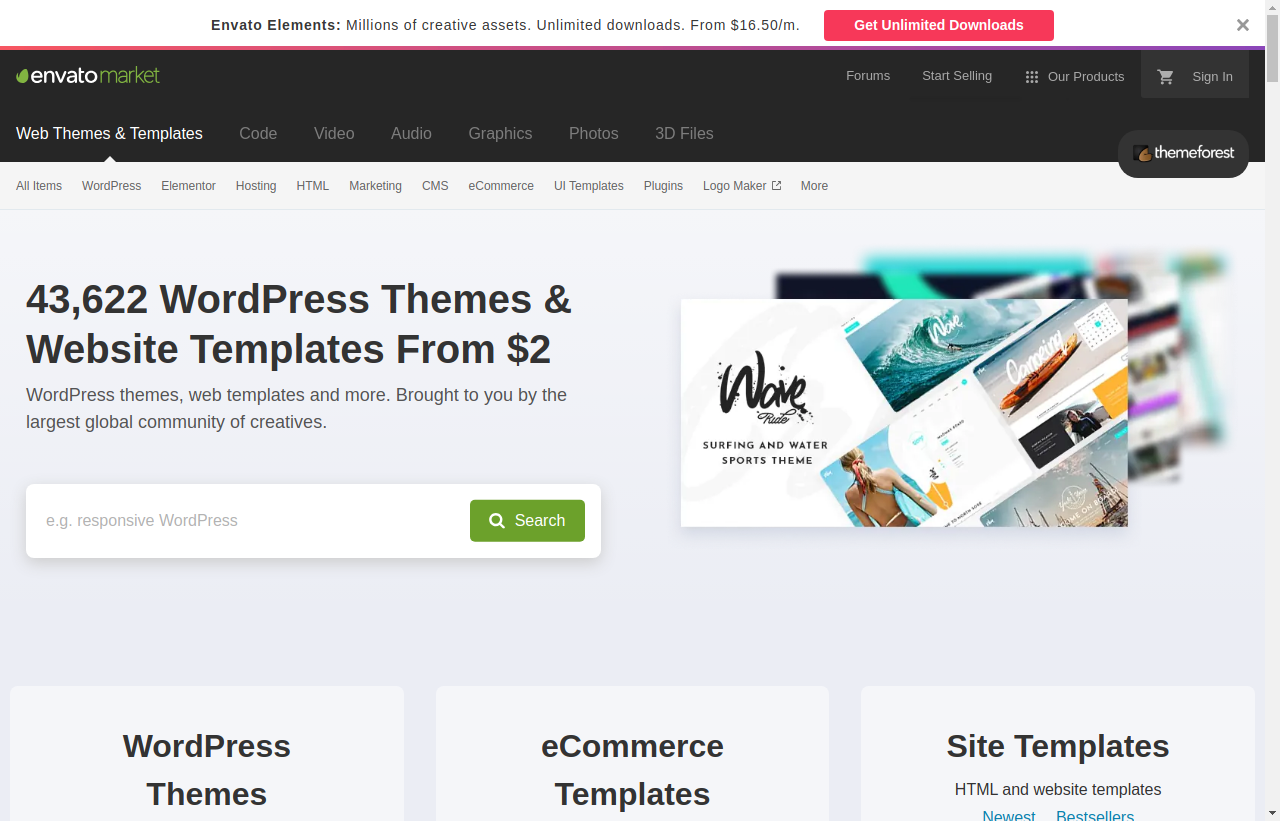 Envato Elements: Millions of creative assets. Unlimited downloads. From $16.50/m.
Get Unlimited Downloads
envato market
Forums
Start Selling
Our Products
Sign In
Web Themes & Templates
Code
Video
Audio
Graphics
Photos
3D Files
themeforest
All Items
WordPress
Elementor
Hosting
HTML
Marketing
CMS
eCommerce
UI Templates
Plugins
Logo Maker
More
43,622 WordPress Themes &
Website Templates From $2
WordPress themes, web templates and more. Brought to you by the
largest global community of creatives.
e.g. responsive WordPress
Search
Wave
Ride
SURFING AND WATER
SPORTS THEME
Wave
Camping
WordPress
Themes
eCommerce
Templates
Site Templates
HTML and website templates
Newest
Bestsellers